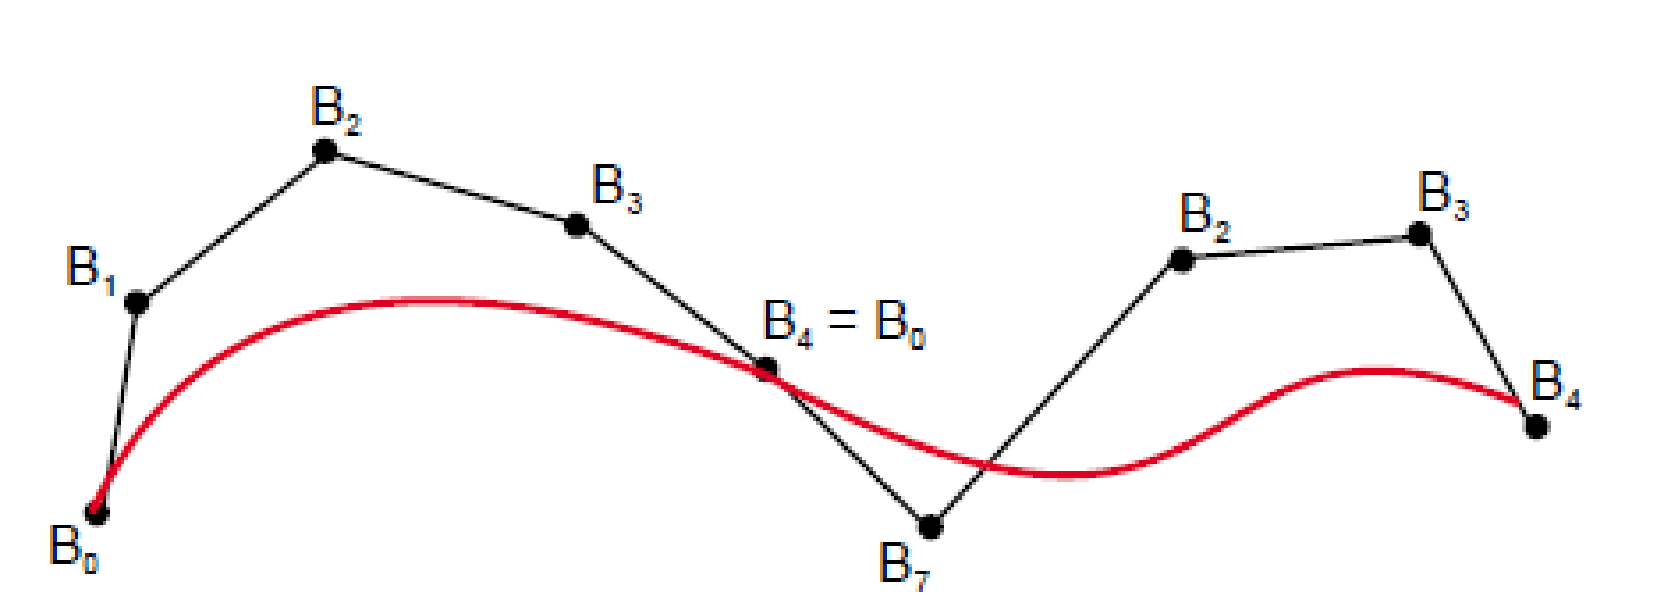 B₂
B₃
B₁
B₄ = B₀
B₀
B₇
B₂
B₃
B₄